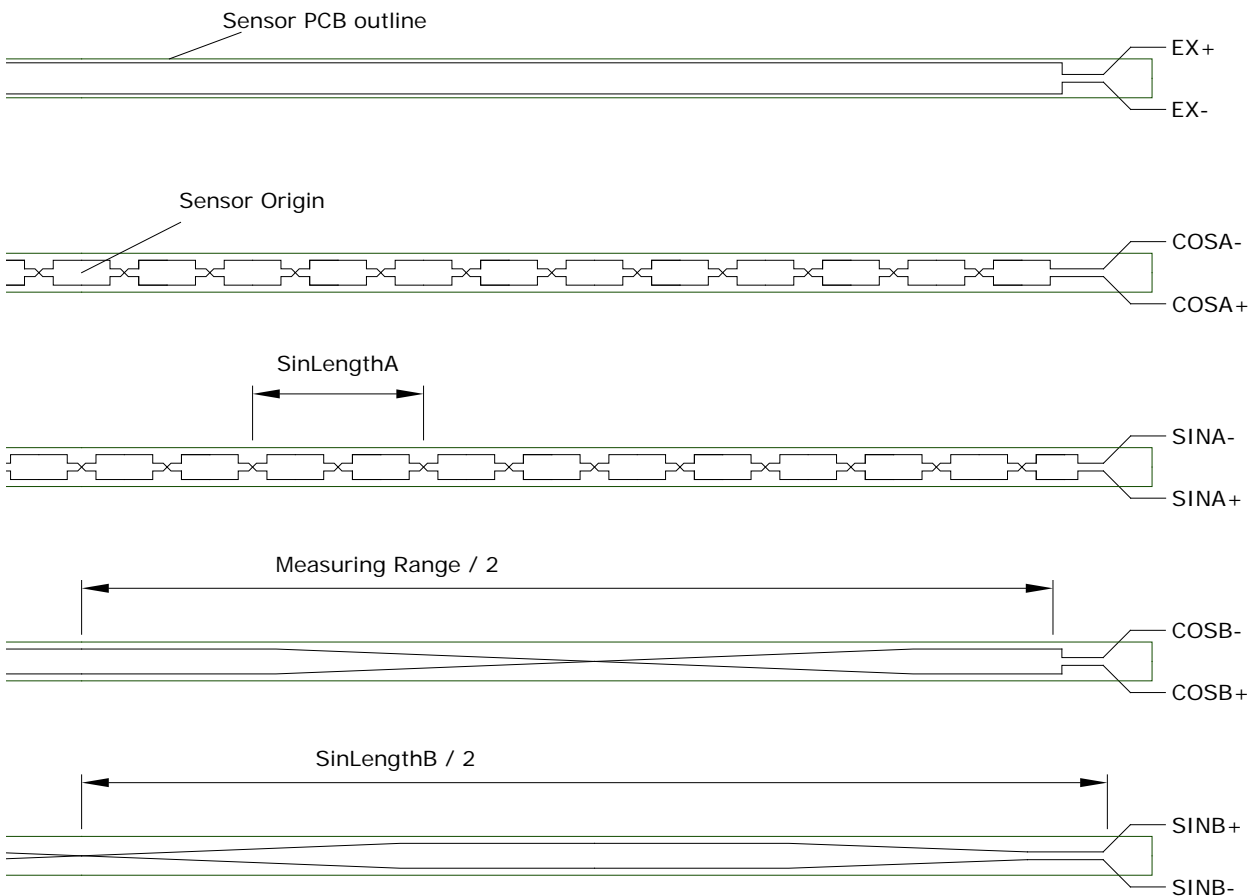 Sensor PCB outline
EX+
EX-
Sensor Origin
COSA-
COSA+
SinLengthA
SINA-
SINA+
Measuring Range / 2
COSB-
COSB+
SinLengthB / 2
SINB+
SINB-